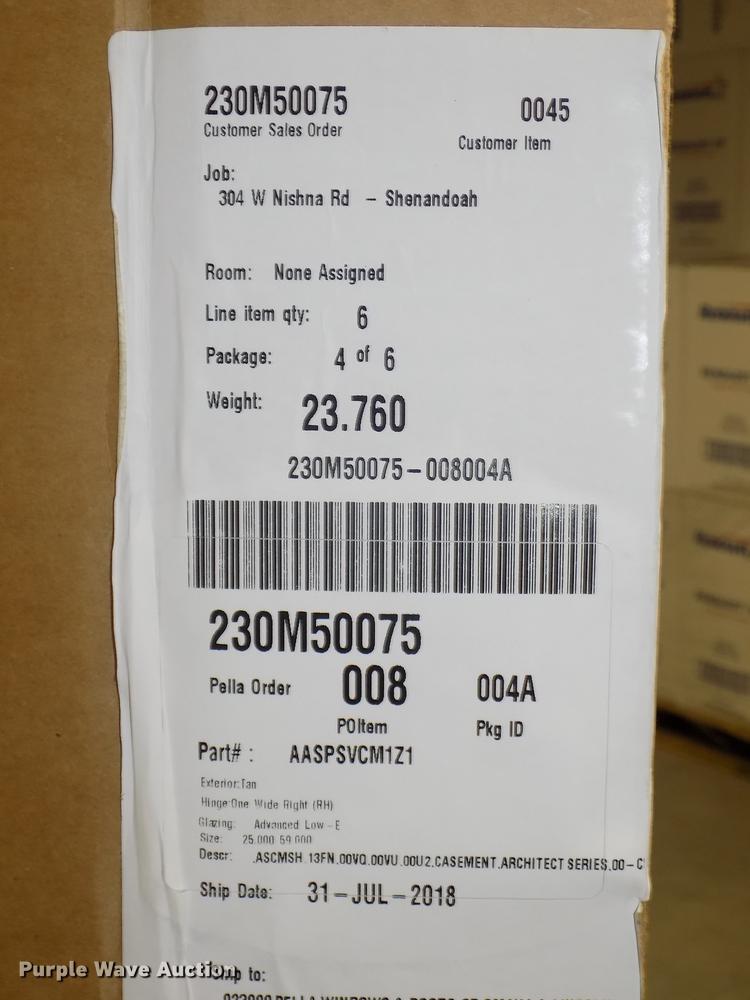 230M50075 0045
Customer Sales Order Customer Item
Job:
304 W Nishna Rd - Shenandoah
Room: None Assigned
Line item qty: 6
Package: 4 of 6
Weight: 23.760
230M50075-008004A
230M50075
Pella Order 008 004A
POItem Pkg ID
Part# : AASPSVCM1Z1
Exterior:Tan
Hinge:One Wide Right (RH)
Glazing: Advanced Low-E
Size: 25.000 59.000
Descr: .ASCMSH.13FN.00VQ.00VU.00U2.CASEMENT.ARCHITECT SERIES.00-C
Ship Date: 31-JUL-2018
Purple Wave Auction
to: